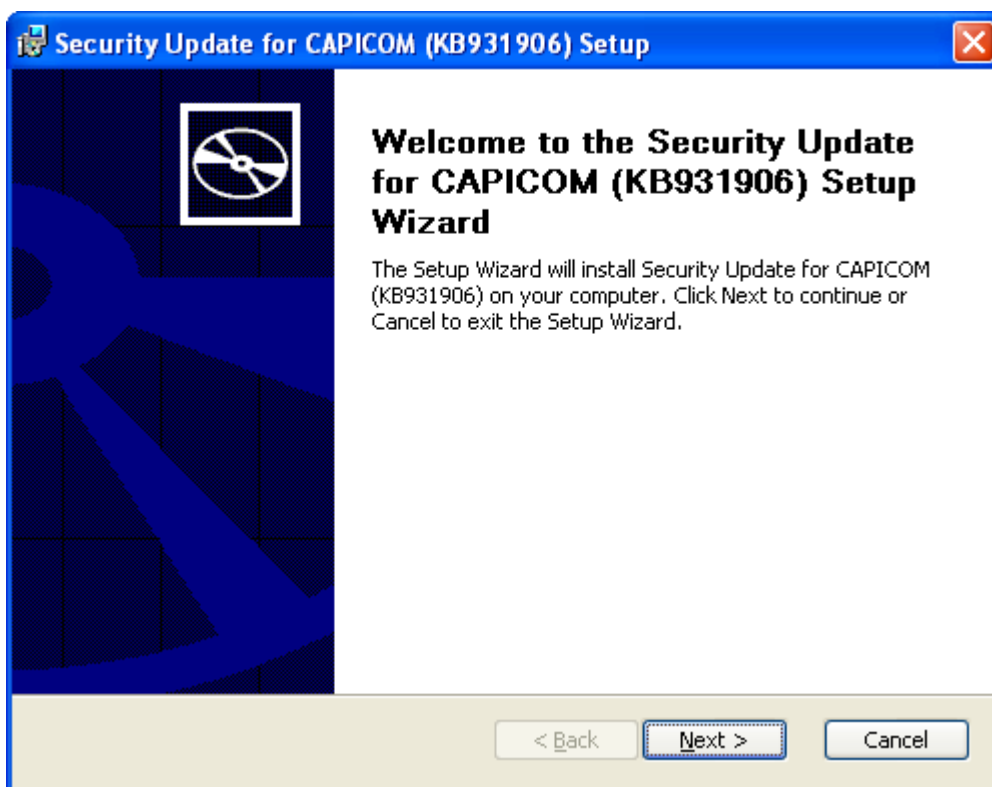 Security Update for CAPICOM (KB931906) Setup
Welcome to the Security Update
for CAPICOM (KB931906) Setup
Wizard
The Setup Wizard will install Security Update for CAPICOM
(KB931906) on your computer. Click Next to continue or
Cancel to exit the Setup Wizard.
< Back Next > Cancel